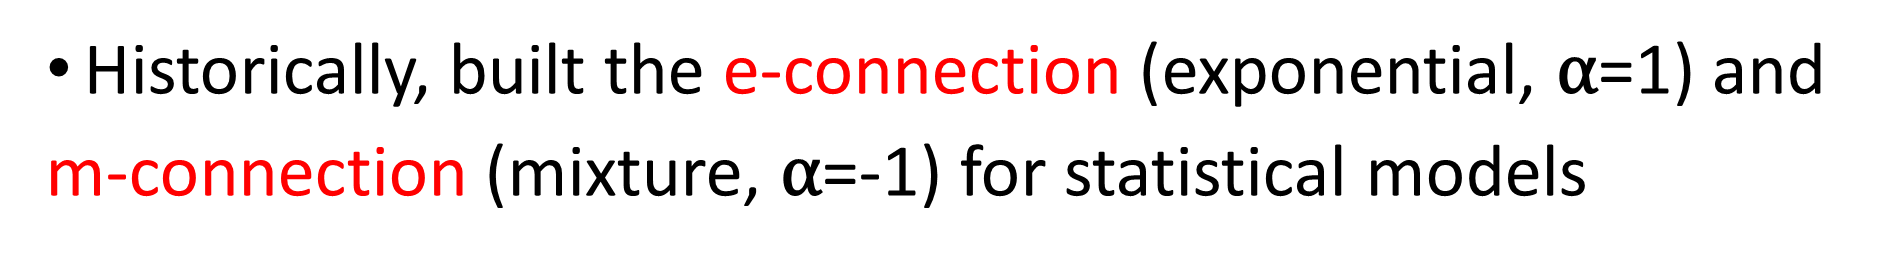 • Historically, built the e-connection (exponential, α=1) and
m-connection (mixture, α=-1) for statistical models